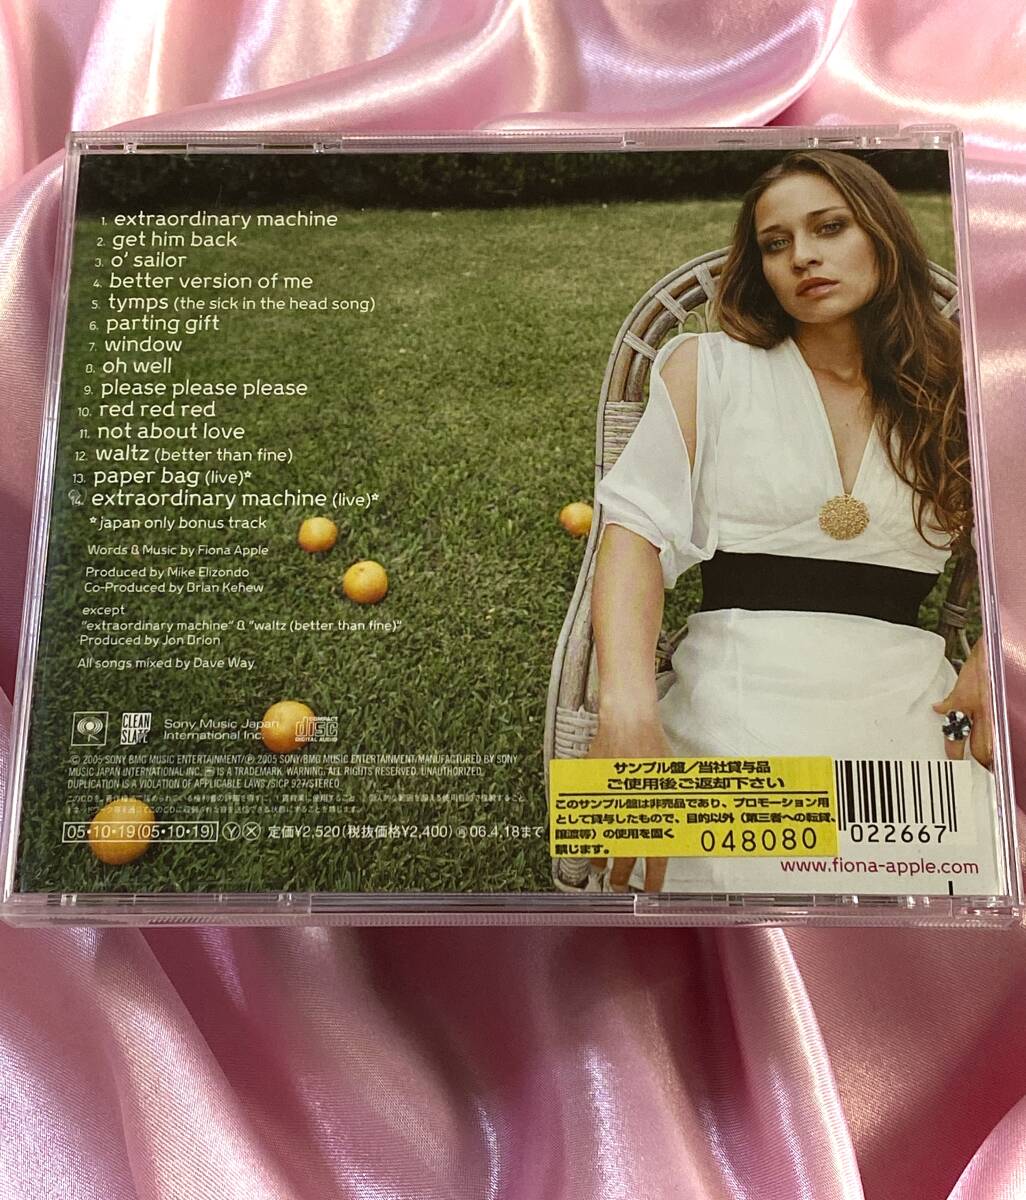 1. extraordinary machine
2. get him back
3. o' sailor
4. better version of me
5. tymps (the sick in the head song)
6. parting gift
7. window
8. oh well
9. please please please
10. red red red
11. not about love
12. waltz (better than fine)
13. paper bag (live)*
14. extraordinary machine (live)*
*japan only bonus track
Words & Music by Fiona Apple
Produced by Mike Elizondo
Co-Produced by Brian Kehew
except
"extraordinary machine" & "waltz (better than fine)"
Produced by Jon Brion
All songs mixed by Dave Way.
CLEAN
SLATE
Sony Music Japan
International Inc.
COMPACT
disc
DIGITAL AUDIO
© 2005 SONY BMG MUSIC ENTERTAINMENT/℗ 2005 SONY BMG MUSIC ENTERTAINMENT/MANUFACTURED BY SONY
MUSIC JAPAN INTERNATIONAL INC. IS A TRADEMARK. WARNING: ALL RIGHTS RESERVED. UNAUTHORIZED
DUPLICATION IS A VIOLATION OF APPLICABLE LAWS/SICP 927/STEREO
05・10・19(05・10・19) Ⓨ Ⓧ 定価¥2,520(税抜価格¥2,400) 06.4.18まで
サンプル盤/当社貸与品
ご使用後ご返却下さい
このサンプル盤は非売品であり、プロモーション用
として貸与したもので、目的以外(第三者への転貸、
譲渡等)の使用を固く
禁じます。
048080
022667
www.fiona-apple.com